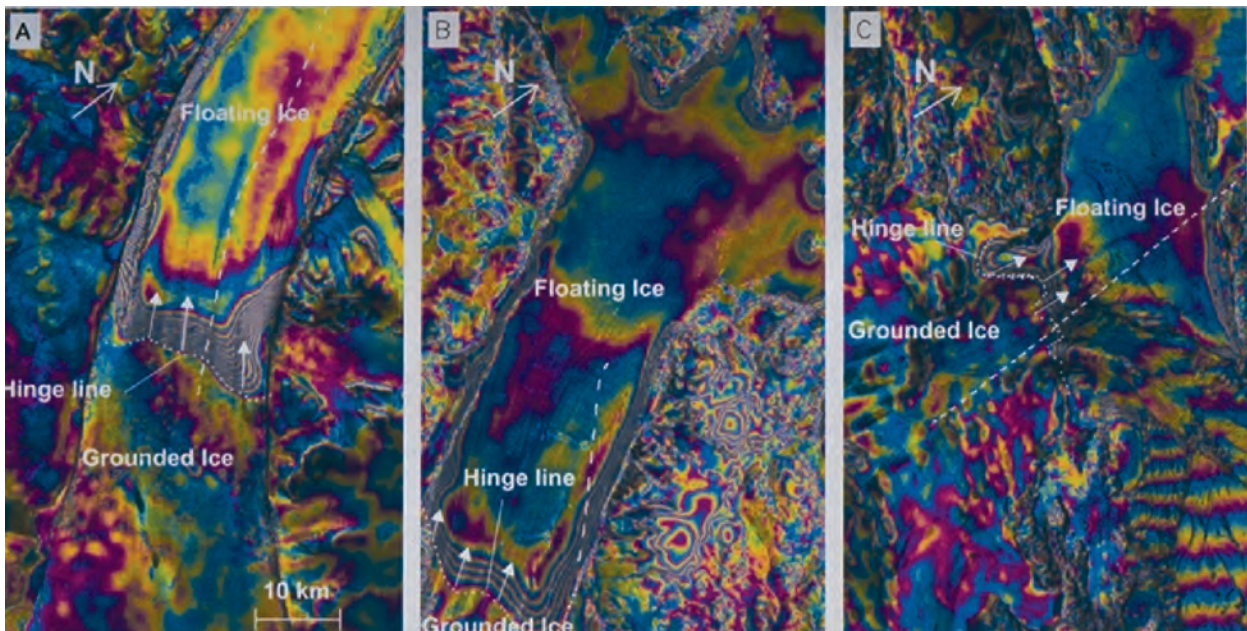 A
N
Floating Ice
Hinge line
Grounded Ice
10 km
B
N
Floating Ice
Hinge line
Grounded Ice
C
N
Hinge line
Floating Ice
Grounded Ice